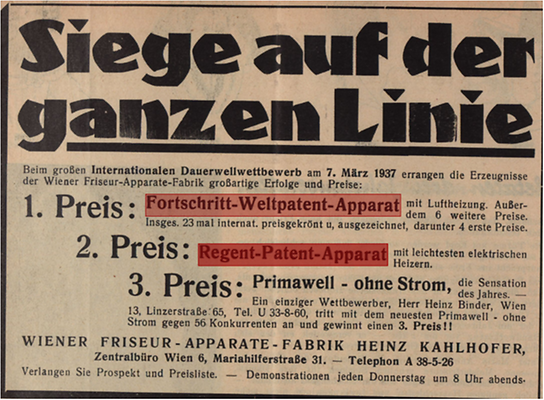 Siege auf der
ganzen Linie
Beim großen Internationalen Dauerwellwettbewerb am 7. März 1937 errangen die Erzeugnisse
der Wiener Friseur-Apparate-Fabrik großartige Erfolge und Preise:
1. Preis: Fortschritt-Weltpatent-Apparat mit Luftheizung. Außer-
dem 6 weitere Preise.
Insges. 23 mal internat. preisgekrönt u, ausgezeichnet, darunter 4 erste Preise.
2. Preis: Regent-Patent-Apparat mit leichtesten elektrischen
Heizern.
3. Preis: Primawell - ohne Strom, die Sensation
des Jahres. —
Ein einziger Wettbewerber, Herr Heinz Binder, Wien
13, Linzerstraße 65, Tel. U 33-8-60, tritt mit dem neuesten Primawell - ohne
Strom gegen 56 Konkurrenten an und gewinnt einen 3. Preis!!
WIENER FRISEUR-APPARATE-FABRIK HEINZ KAHLHOFER,
Zentralbüro Wien 6, Mariahilferstraße 31. — Telephon A 38-5-26
Verlangen Sie Prospekt und Preisliste. — Demonstrationen jeden Donnerstag um 8 Uhr abends.